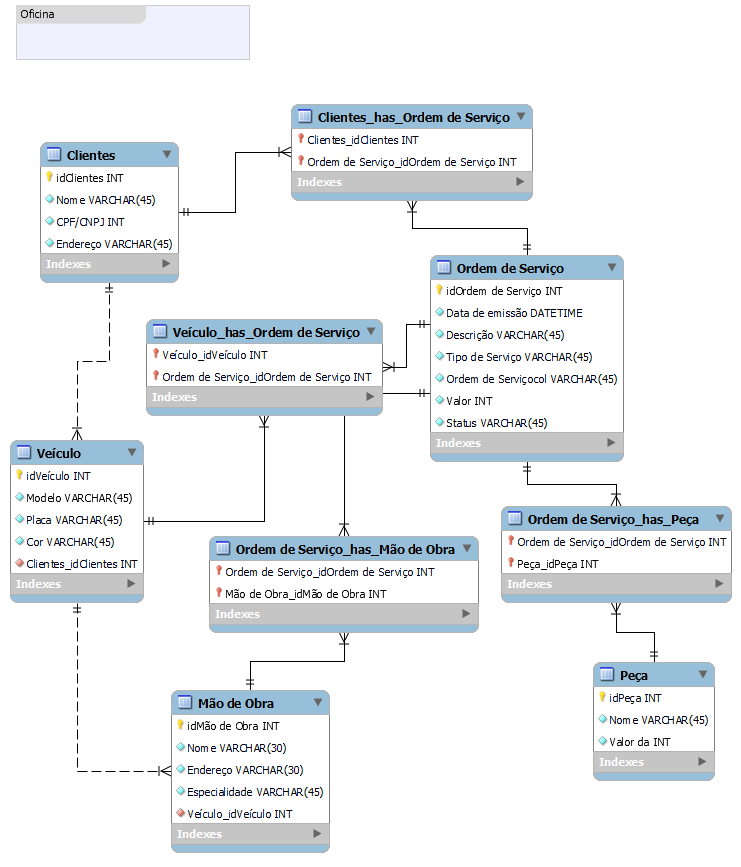 Oficina
Clientes_has_Ordem de Serviço
Clientes_idClientes INT
Ordem de Serviço_idOrdem de Serviço INT
Indexes
Clientes
idClientes INT
Nome VARCHAR(45)
CPF/CNPJ INT
Endereço VARCHAR(45)
Indexes
Ordem de Serviço
idOrdem de Serviço INT
Data de emissão DATETIME
Descrição VARCHAR(45)
Tipo de Serviço VARCHAR(45)
Ordem de Serviçocol VARCHAR(45)
Valor INT
Status VARCHAR(45)
Indexes
Veículo_has_Ordem de Serviço
Veículo_idVeículo INT
Ordem de Serviço_idOrdem de Serviço INT
Indexes
Veículo
idVeículo INT
Modelo VARCHAR(45)
Placa VARCHAR(45)
Cor VARCHAR(45)
Clientes_idClientes INT
Indexes
Ordem de Serviço_has_Peça
Ordem de Serviço_idOrdem de Serviço INT
Peça_idPeça INT
Indexes
Ordem de Serviço_has_Mão de Obra
Ordem de Serviço_idOrdem de Serviço INT
Mão de Obra_idMão de Obra INT
Indexes
Peça
idPeça INT
Nome VARCHAR(45)
Valor da INT
Indexes
Mão de Obra
idMão de Obra INT
Nome VARCHAR(30)
Endereço VARCHAR(30)
Especialidade VARCHAR(45)
Veículo_idVeículo INT
Indexes